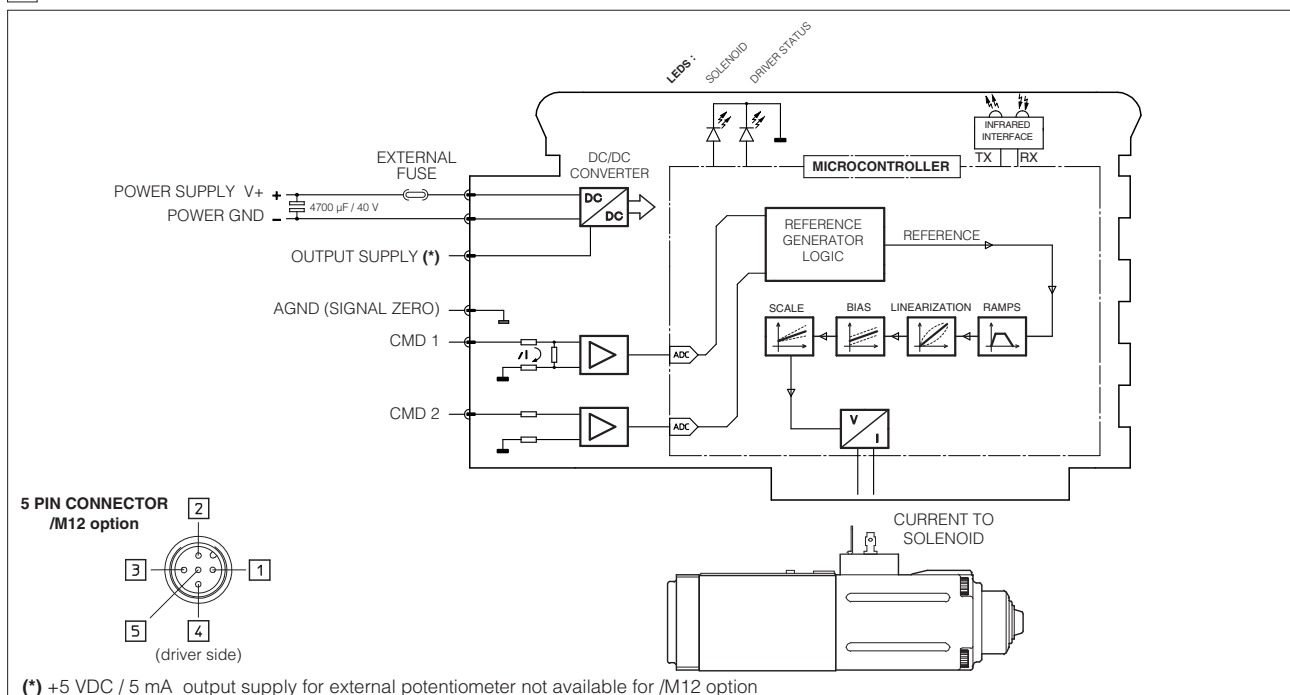 LEDS :
SOLENOID
DRIVER STATUS
INFRARED
INTERFACE
TX
RX
MICROCONTROLLER
EXTERNAL
FUSE
DC/DC
CONVERTER
POWER SUPPLY V+ +
4700 µF / 40 V
POWER GND –
DC
DC
OUTPUT SUPPLY (*)
REFERENCE
GENERATOR
LOGIC
REFERENCE
AGND (SIGNAL ZERO)
SCALE
BIAS
LINEARIZATION
RAMPS
CMD 1
/I
ADC
CMD 2
ADC
V
I
5 PIN CONNECTOR
/M12 option
2
3
1
5
4
(driver side)
CURRENT TO
SOLENOID
(*) +5 VDC / 5 mA output supply for external potentiometer not available for /M12 option